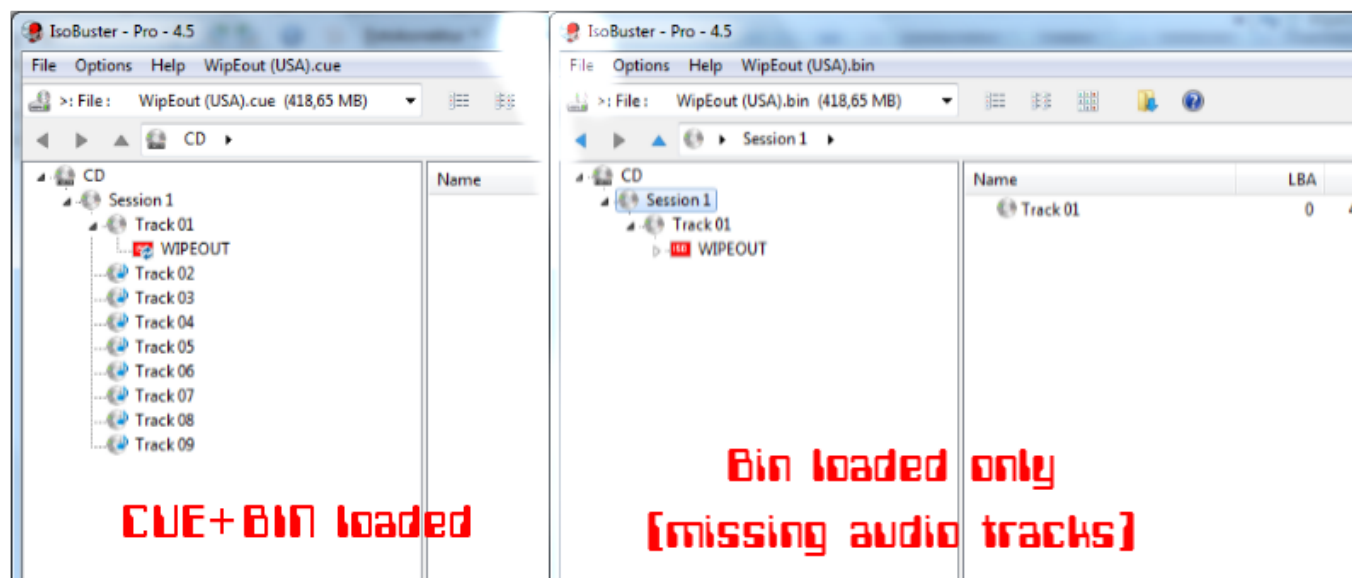 IsoBuster - Pro - 4.5
File Options Help WipEout (USA).cue
>: File : WipEout (USA).cue (418,65 MB)
CD
CD
Session 1
Track 01
WIPEOUT
Track 02
Track 03
Track 04
Track 05
Track 06
Track 07
Track 08
Track 09
Name
CUE+BIN loaded
IsoBuster - Pro - 4.5
File Options Help WipEout (USA).bin
>: File : WipEout (USA).bin (418,65 MB)
Session 1
CD
Session 1
Track 01
ISO WIPEOUT
Name LBA
Track 01 0
Bin loaded only
[missing audio tracks]